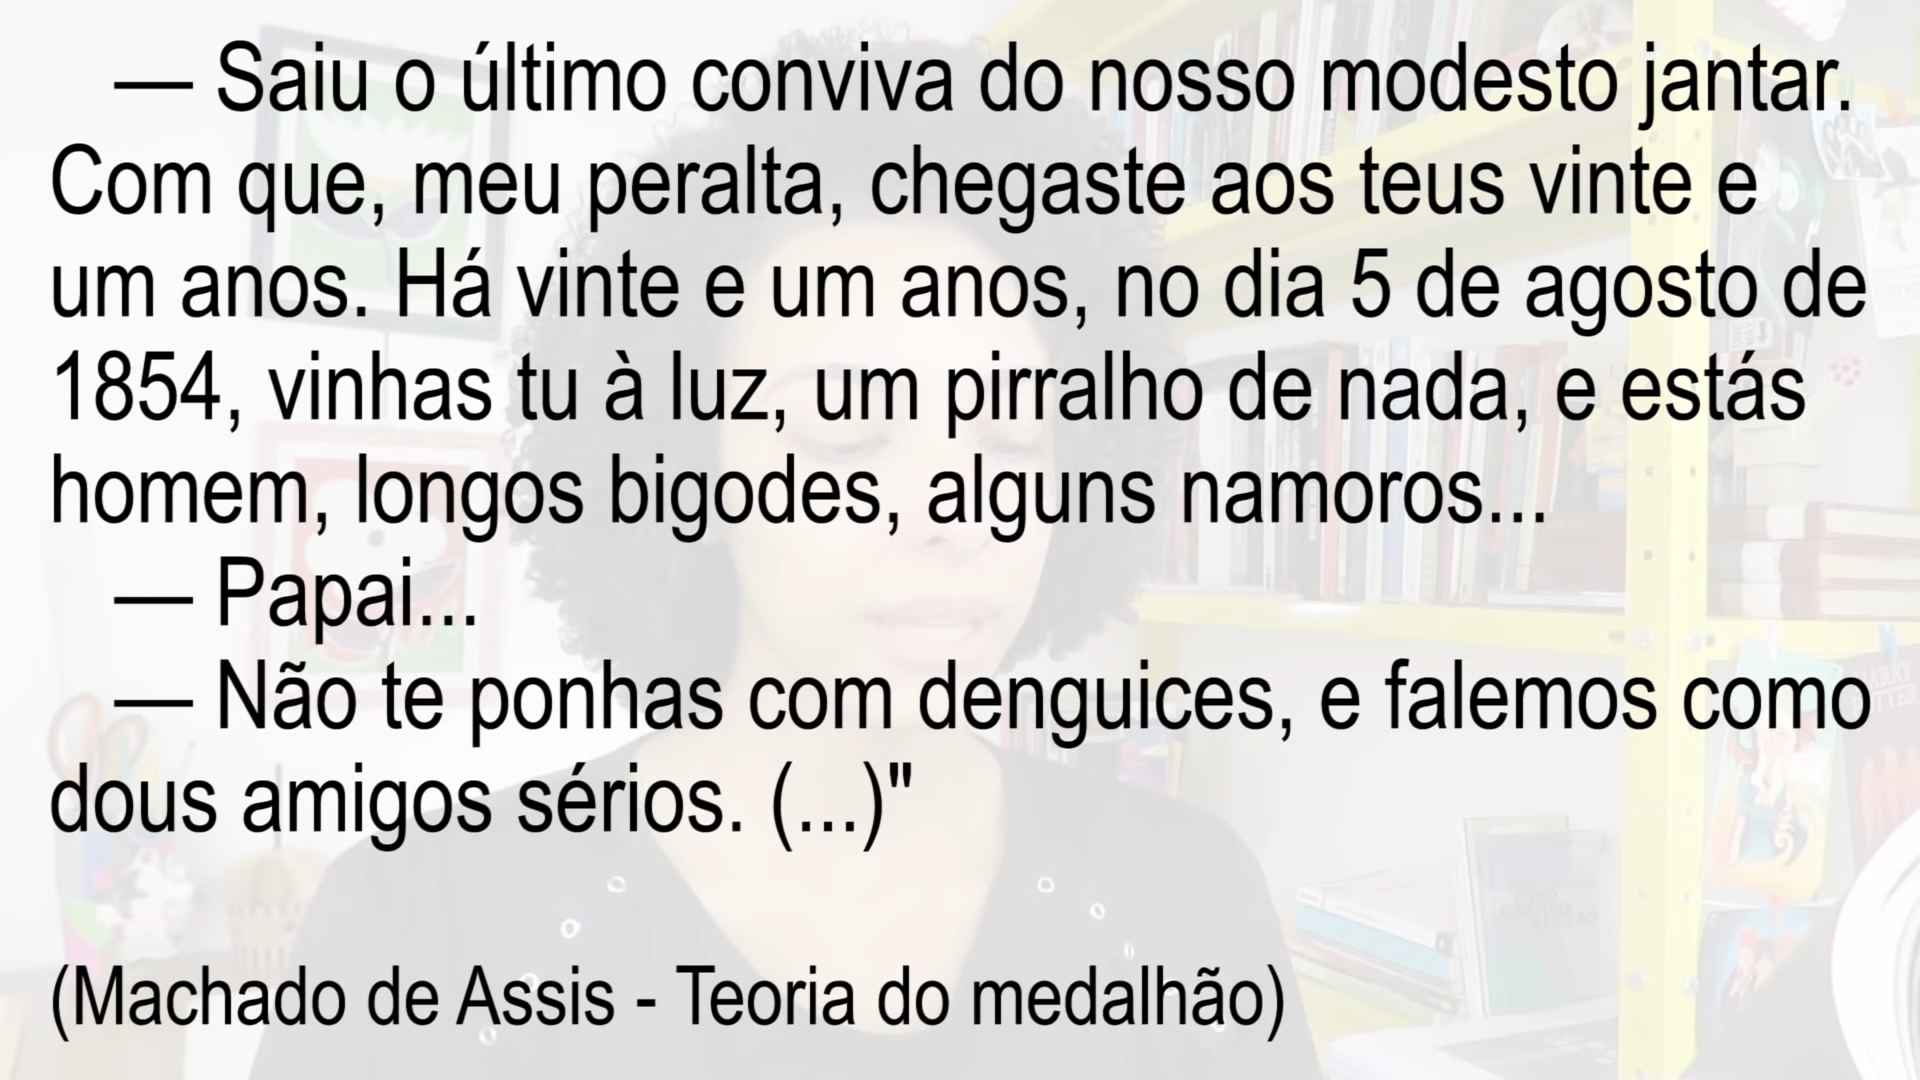 — Saiu o último conviva do nosso modesto jantar.
Com que, meu peralta, chegaste aos teus vinte e
um anos. Há vinte e um anos, no dia 5 de agosto de
1854, vinhas tu à luz, um pirralho de nada, e estás
homem, longos bigodes, alguns namoros...
— Papai...
— Não te ponhas com denguices, e falemos como
dous amigos sérios. (...)"
(Machado de Assis - Teoria do medalhão)
HARRY
POTTER